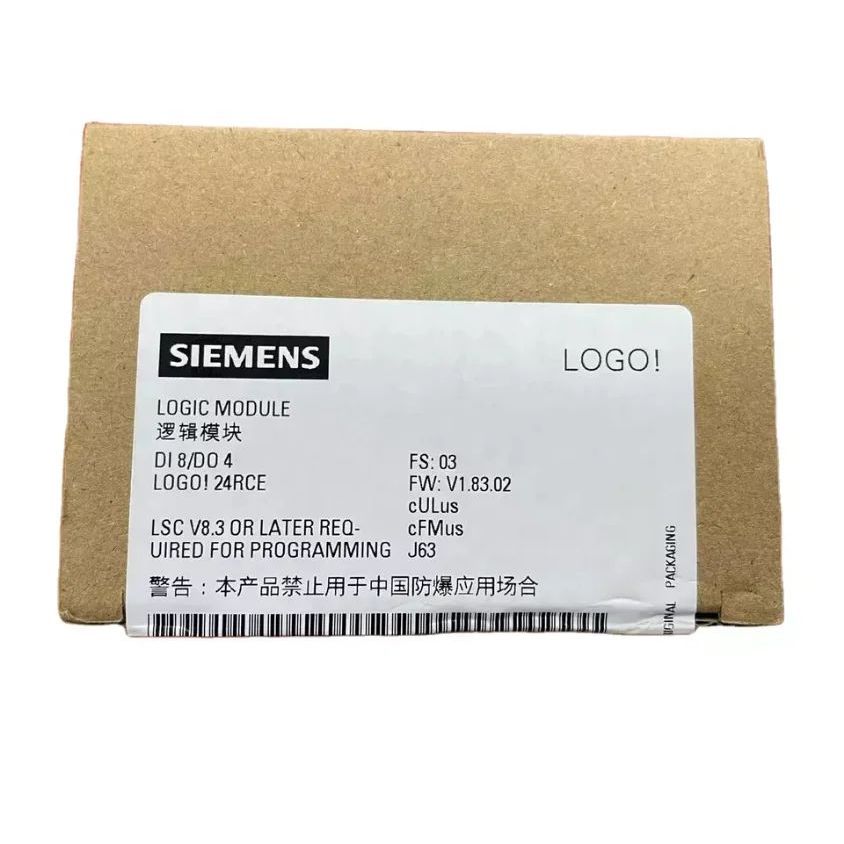 SIEMENS
LOGO!
LOGIC MODULE
逻辑模块
DI 8/DO 4
LOGO! 24RCE
FS: 03
FW: V1.83.02
cULus
cFMus
J63
LSC V8.3 OR LATER REQ-
UIRED FOR PROGRAMMING
警告：本产品禁止用于中国防爆应用场合
PACKAGING